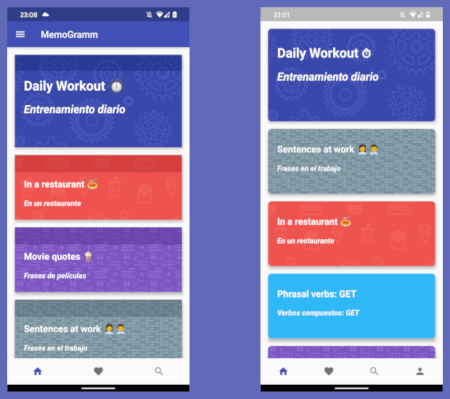 23:06
MemoGramm
Daily Workout
Entrenamiento diario
In a restaurant
En un restaurante
Movie quotes
Frases de películas
Sentences at work
Frases en el trabajo
23:01
Daily Workout
Entrenamiento diario
Sentences at work
Frases en el trabajo
In a restaurant
En un restaurante
Phrasal verbs: GET
Verbos compuestos: GET